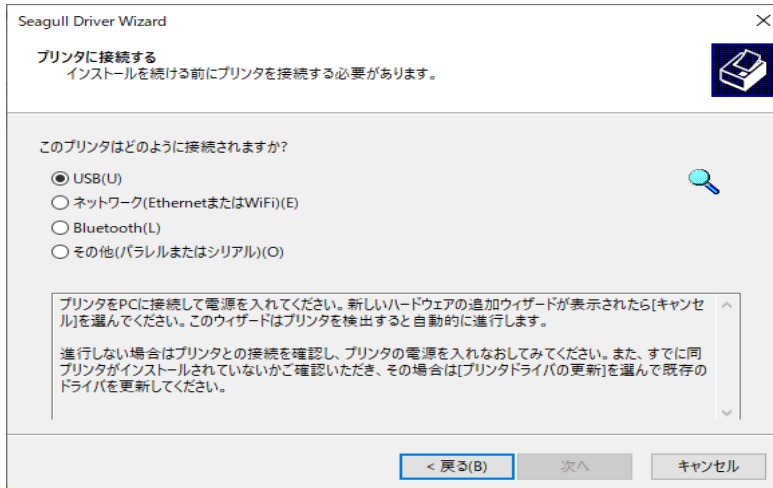 Seagull Driver Wizard
プリンタに接続する
インストールを続ける前にプリンタを接続する必要があります。
このプリンタはどのように接続されますか?
USB(U)
ネットワーク(EthernetまたはWiFi)(E)
Bluetooth(L)
その他(パラレルまたはシリアル)(O)
プリンタをPCに接続して電源を入れてください。新しいハードウェアの追加ウィザードが表示されたら[キャンセ
ル]を選んでください。このウィザードはプリンタを検出すると自動的に進行します。
進行しない場合はプリンタとの接続を確認し、プリンタの電源を入れなおしてみてください。また、すでに同
プリンタがインストールされていないかご確認いただき、その場合は[プリンタドライバの更新]を選んで既存の
ドライバを更新してください。
< 戻る(B)
次へ
キャンセル